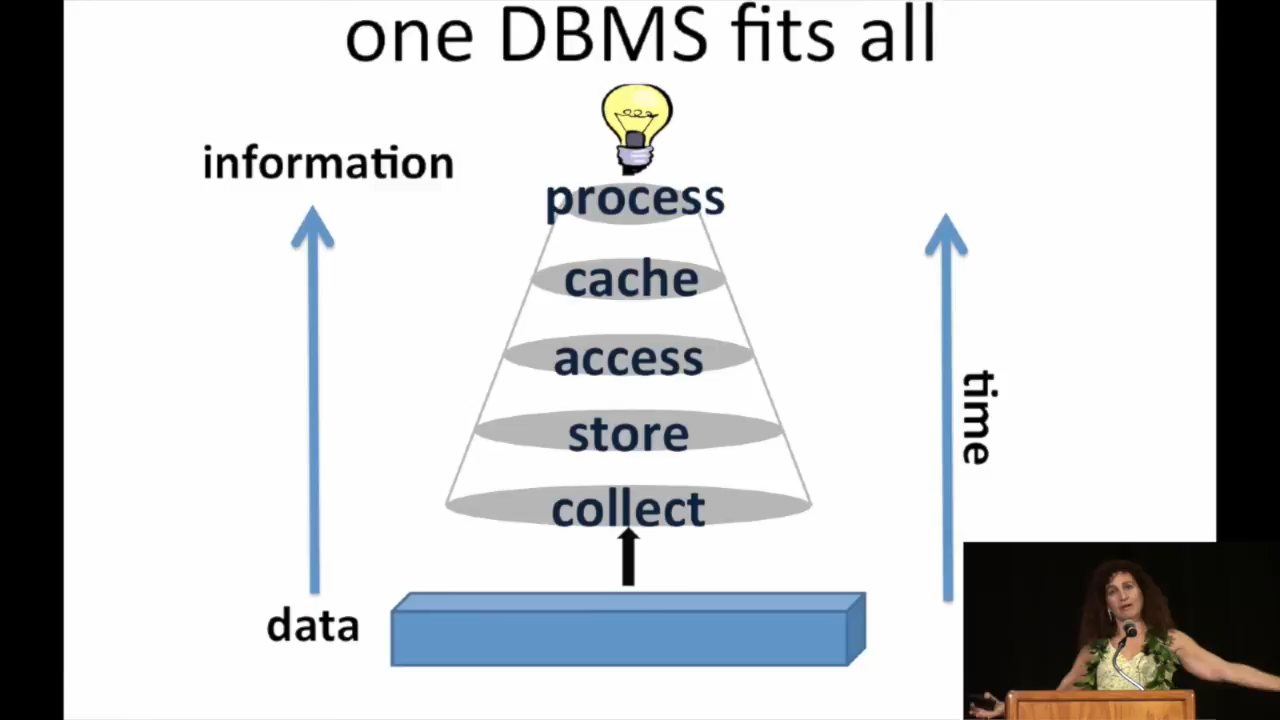 one DBMS fits all
information
process
cache
access
time
store
collect
data